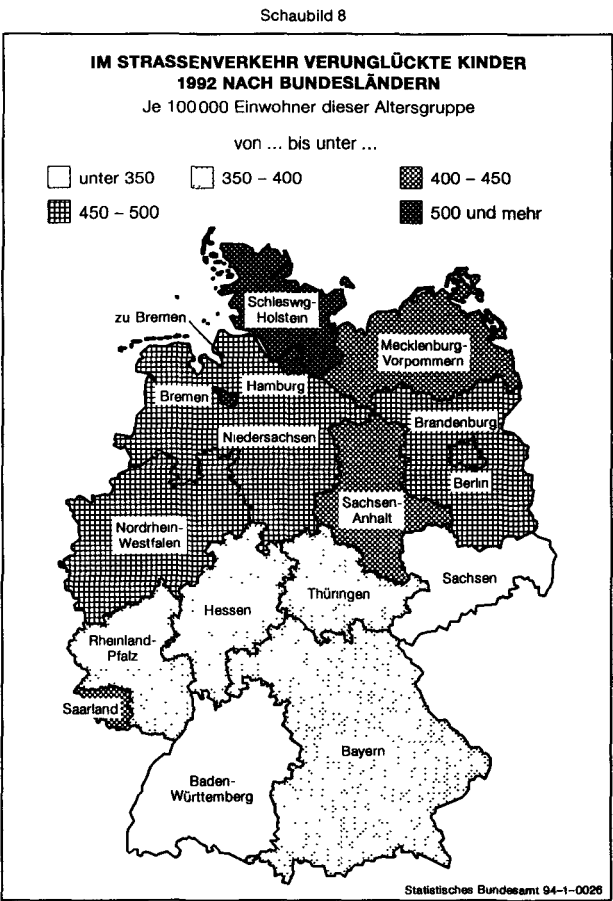 Schaubild 8
IM STRASSENVERKEHR VERUNGLÜCKTE KINDER
1992 NACH BUNDESLÄNDERN
Je 100 000 Einwohner dieser Altersgruppe
von ... bis unter ...
unter 350
350 – 400
400 – 450
450 – 500
500 und mehr
Schleswig-
Holstein
zu Bremen
Mecklenburg-
Vorpommern
Hamburg
Bremen
Brandenburg
Niedersachsen
Berlin
Sachsen-
Anhalt
Nordrhein-
Westfalen
Sachsen
Thüringen
Hessen
Rheinland-
Pfalz
Saarland
Bayern
Baden-
Württemberg
Statistisches Bundesamt 94-1-0026